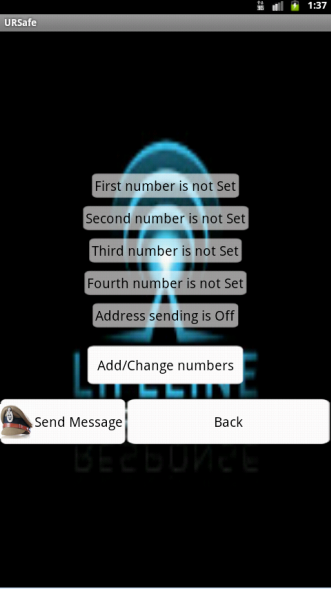 1:37
URSafe
First number is not Set
Second number is not Set
Third number is not Set
Fourth number is not Set
Address sending is Off
Add/Change numbers
Send Message
Back
RESPONSE